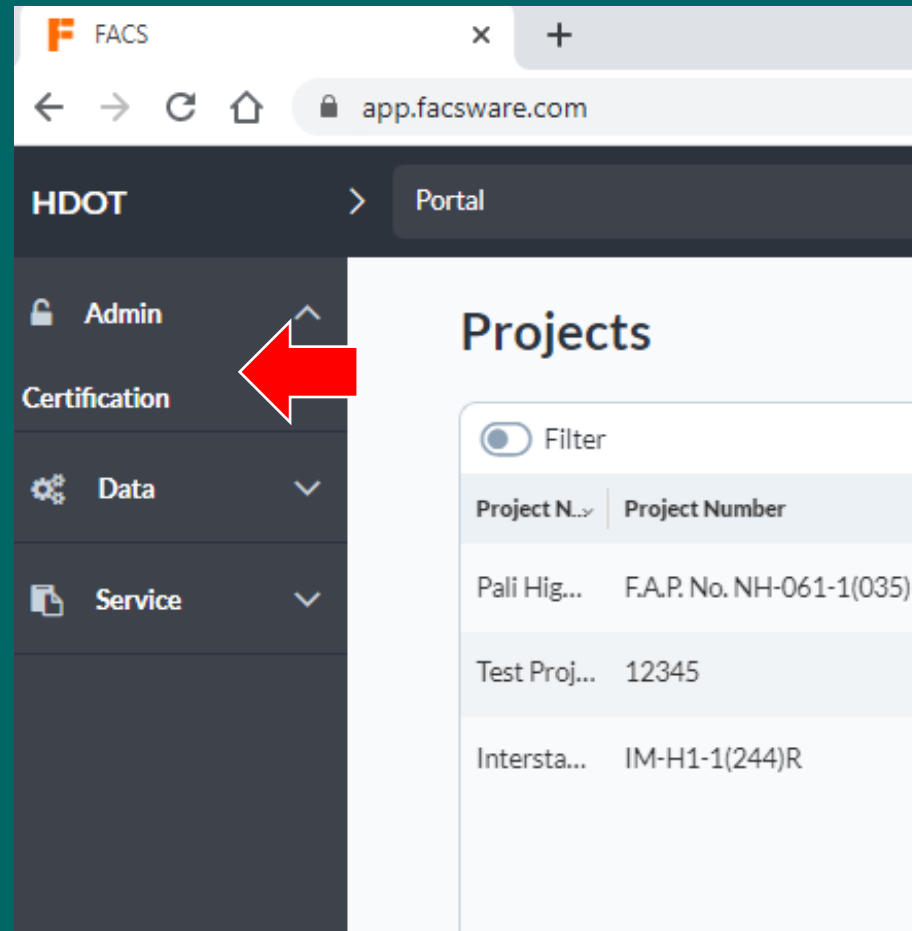 FACS
app.facsware.com
HDOT
Portal
Admin
Projects
Certification
Filter
Data
Project N...
Project Number
Pali Hig...
F.A.P. No. NH-061-1(035)
Service
Test Proj...
12345
Intersta...
IM-H1-1(244)R